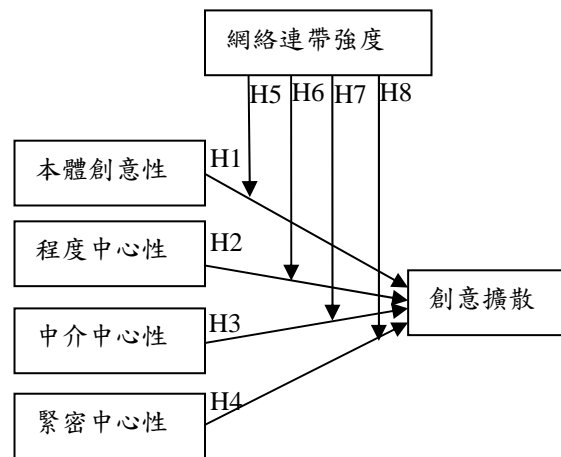 網絡連帶強度
H5
H6
H7
H8
本體創意性
H1
程度中心性
H2
創意擴散
中介中心性
H3
緊密中心性
H4